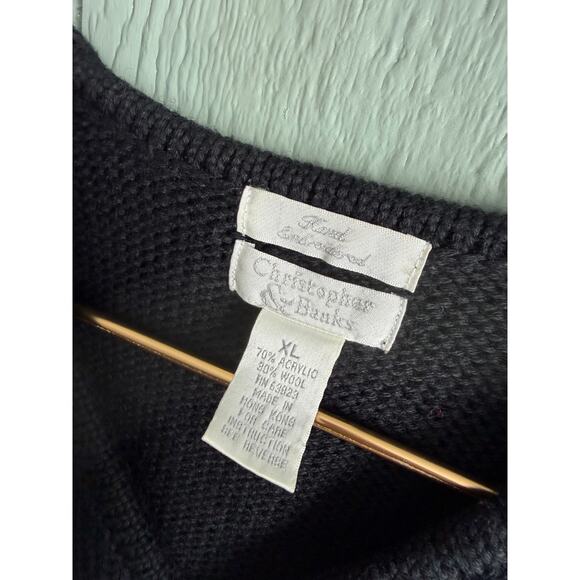 Hand
Embroidered
Christopher
& Banks
XL
70% ACRYLIC
30% WOOL
RN 63823
MADE IN
HONG KONG
FOR CARE
INSTRUCTION
SEE REVERSE